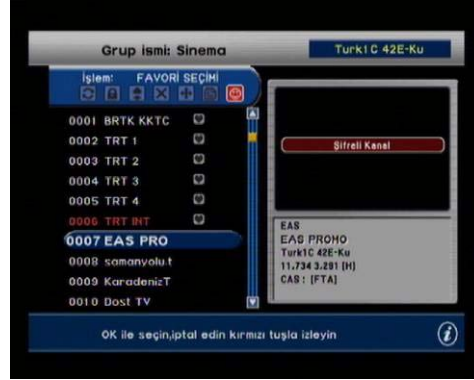 Grup ismi: Sinema
Turk1C 42E-Ku
işlem: FAVORİ SEÇİMİ
0001 BRTK KKTC
0002 TRT 1
0003 TRT 2
0004 TRT 3
0005 TRT 4
0006 TRT INT
0007 EAS PRO
0008 samanyolu.t
0009 KaradenizT
0010 Dost TV
Şifreli Kanal
EAS
EAS PROMO
Turk1C 42E-Ku
11.734 3.291 [H]
CAS : [FTA]
OK ile seçin,iptal edin kırmızı tuşla izleyin
i